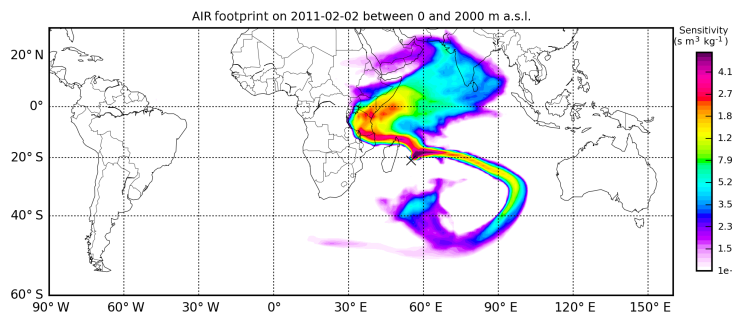 AIR footprint on 2011-02-02 between 0 and 2000 m a.s.l.
Sensitivity
(s m³ kg⁻¹)
4.1
2.7
1.8
1.2
7.9
5.2
3.5
2.3
1.5
1e-
20° N
0°
20° S
40° S
60° S
90° W 60° W 30° W 0° 30° E 60° E 90° E 120° E 150° E